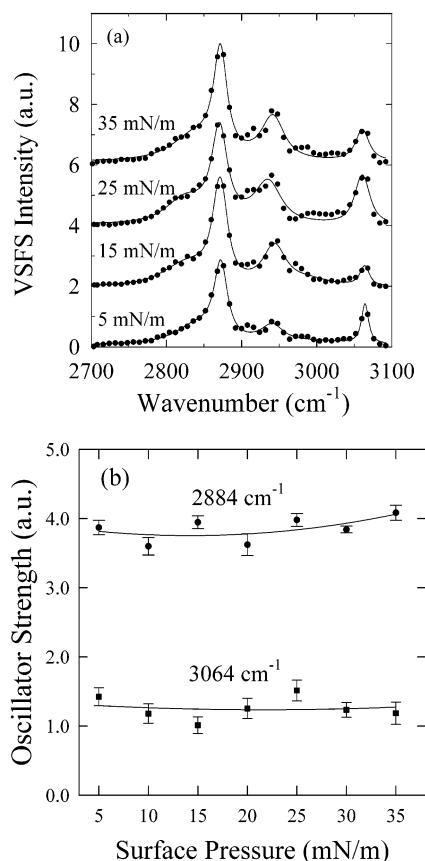 (a)
10
8
6
4
2
0
VSFS Intensity (a.u.)
35 mN/m
25 mN/m
15 mN/m
5 mN/m
2700 2800 2900 3000 3100
Wavenumber (cm-1)
(b)
5.0
4.0
3.0
2.0
1.0
0.0
Oscillator Strength (a.u.)
2884 cm-1
3064 cm-1
5 10 15 20 25 30 35
Surface Pressure (mN/m)